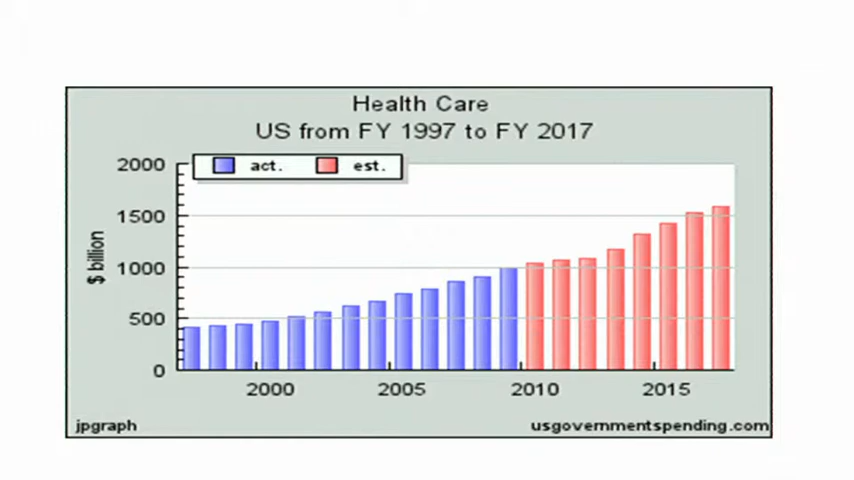 Health Care
US from FY 1997 to FY 2017
act. est.
2000
1500
1000
500
0
$ billion
2000 2005 2010 2015
jpgraph usgovernmentspending.com